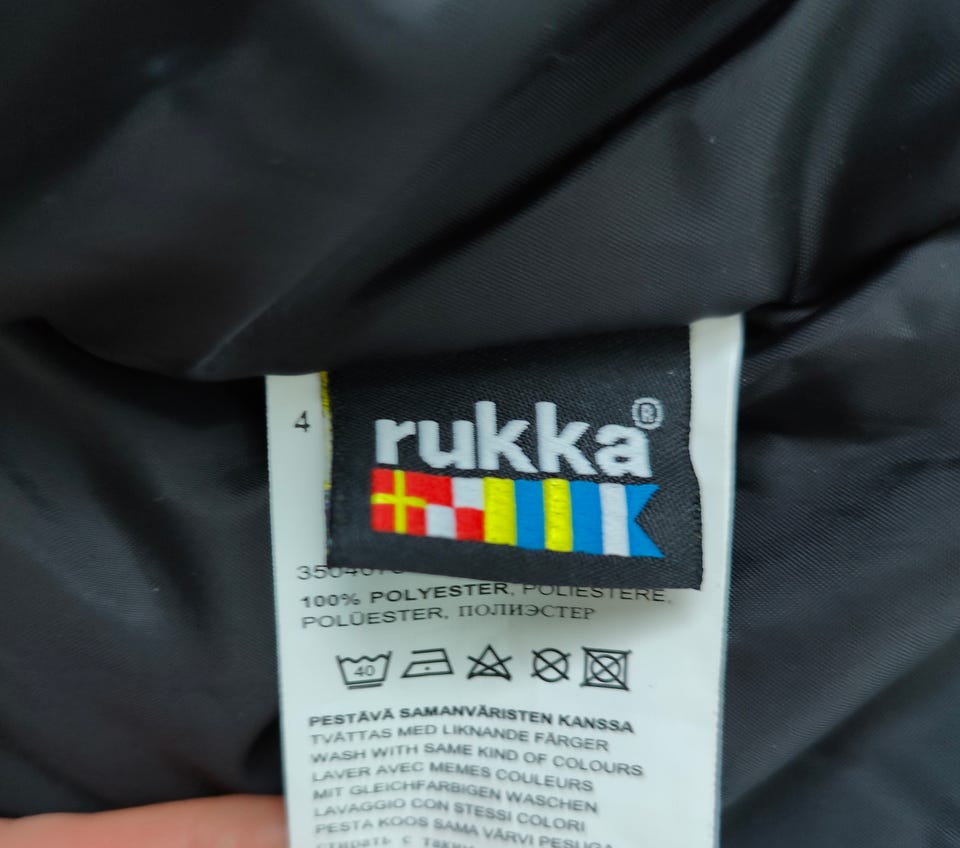 4
rukka®
100% POLYESTER, POLIESTERE,
POLÜESTER, ПОЛИЭСТЕР
40
PESTÄVÄ SAMANVÄRISTEN KANSSA
TVÄTTAS MED LIKNANDE FÄRGER
WASH WITH SAME KIND OF COLOURS
LAVER AVEC MEMES COULEURS
MIT GLEICHFARBIGEN WASCHEN
LAVAGGIO CON STESSI COLORI
PESTA KOOS SAMA VÄRVI PESUGA